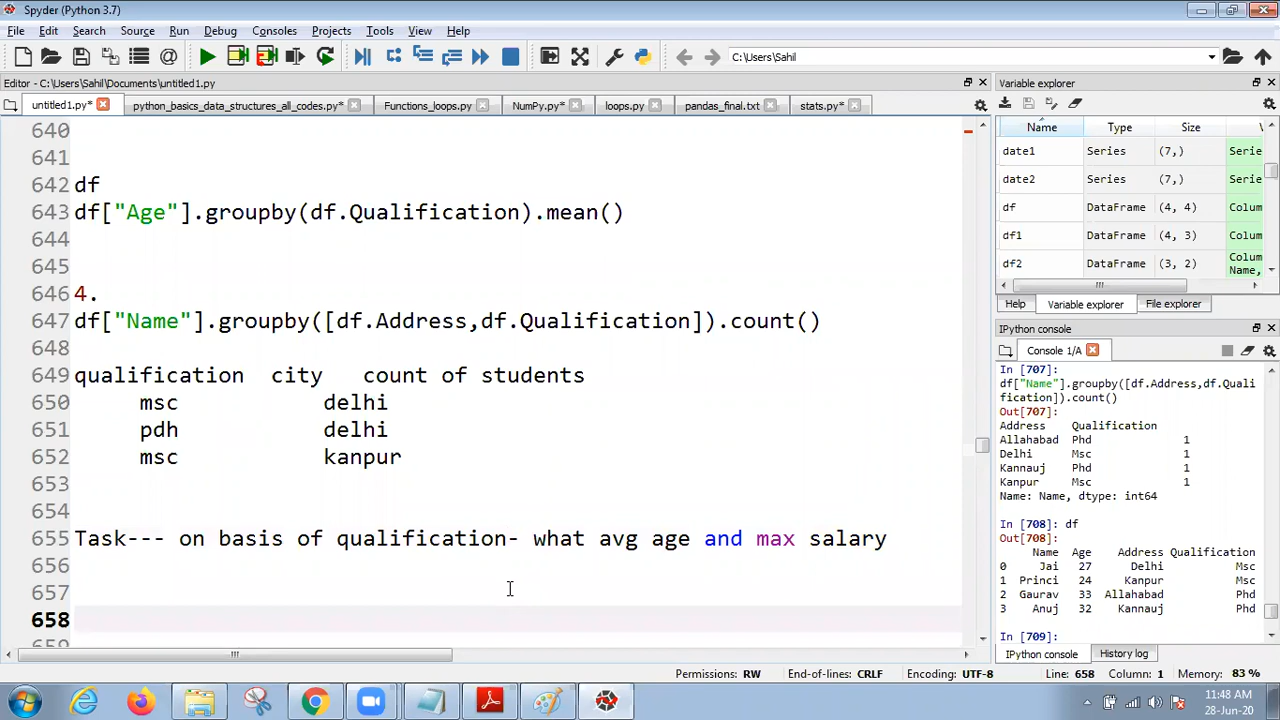 Spyder (Python 3.7)
File Edit Search Source Run Debug Consoles Projects Tools View Help
C:\Users\Sahil
Editor - C:\Users\Sahil\Documents\untitled1.py
untitled1.py* python_basics_data_structures_all_codes.py* Functions_loops.py NumPy.py* loops.py pandas_final.txt stats.py*
640
641
642 df
643 df["Age"].groupby(df.Qualification).mean()
644
645
646 4.
647 df["Name"].groupby([df.Address,df.Qualification]).count()
648
649 qualification city count of students
650 msc delhi
651 pdh delhi
652 msc kanpur
653
654
655 Task--- on basis of qualification- what avg age and max salary
656
657
658
659
Variable explorer
Name Type Size
date1 Series (7,) Serie
date2 Series (7,) Serie
df DataFrame (4, 4) Colum
df1 DataFrame (4, 3) Colum
df2 DataFrame (3, 2) Colum
Name,
Help Variable explorer File explorer
IPython console
Console 1/A
In [707]:
df["Name"].groupby([df.Address,df.Quali
fication]).count()
Out[707]:
Address Qualification
Allahabad Phd 1
Delhi Msc 1
Kannauj Phd 1
Kanpur Msc 1
Name: Name, dtype: int64
In [708]: df
Out[708]:
Name Age Address Qualification
0 Jai 27 Delhi Msc
1 Princi 24 Kanpur Msc
2 Gaurav 33 Allahabad Phd
3 Anuj 32 Kannauj Phd
In [709]:
IPython console History log
Permissions: RW End-of-lines: CRLF Encoding: UTF-8 Line: 658 Column: 1 Memory: 83 %
11:48 AM
28-Jun-20